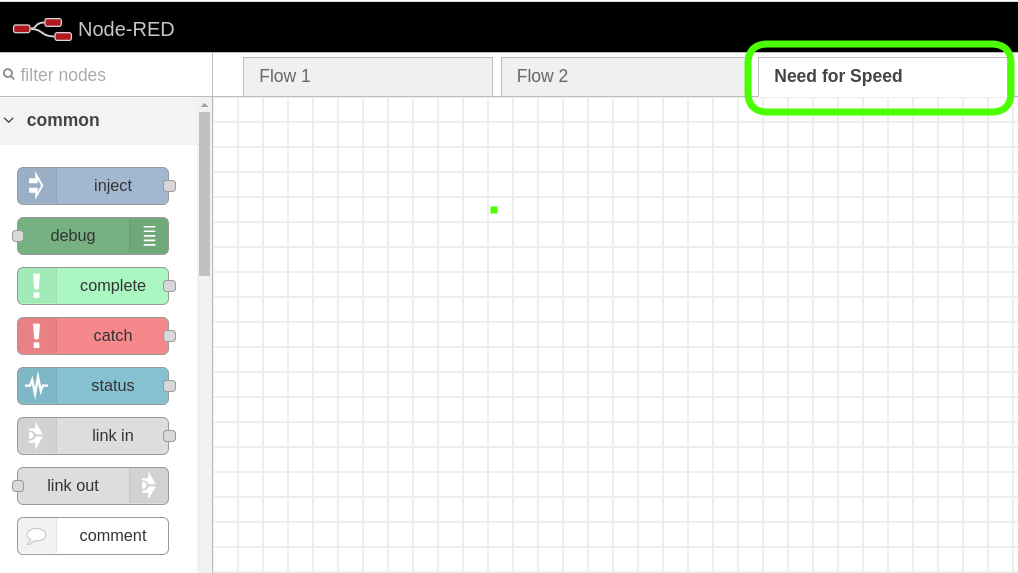 Node-RED
filter nodes
Flow 1
Flow 2
Need for Speed
common
inject
debug
complete
catch
status
link in
link out
comment